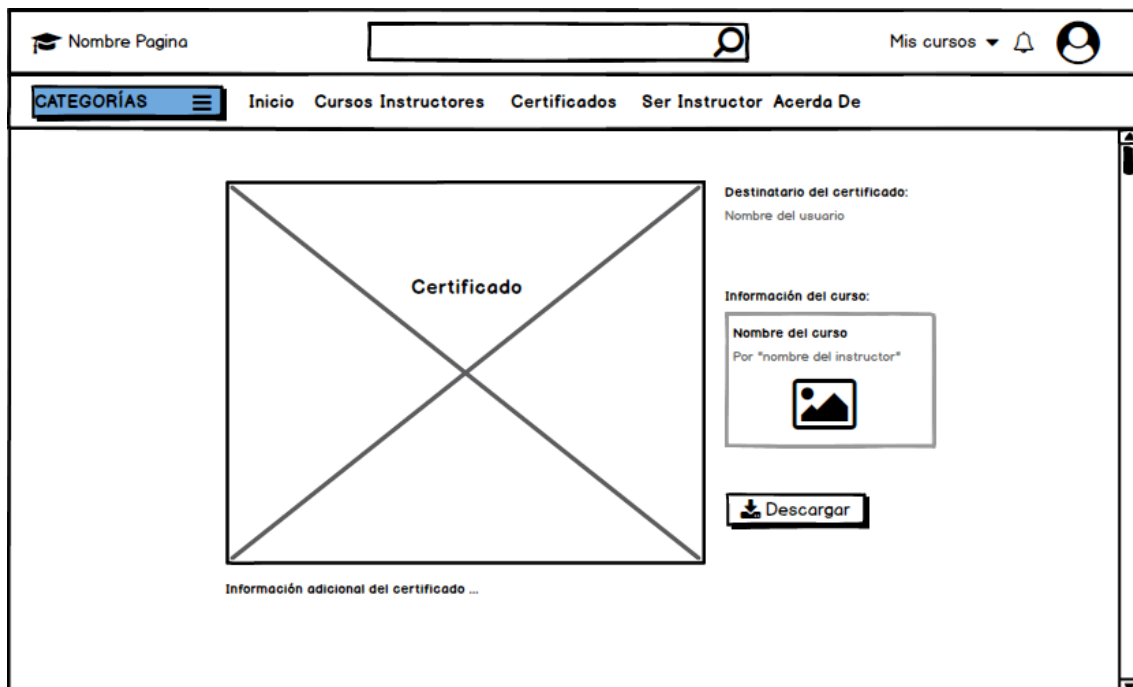 Nombre Pagina
Mis cursos
CATEGORÍAS
Inicio Cursos Instructores Certificados Ser Instructor Acerda De
Certificado
Destinatario del certificado:
Nombre del usuario
Información del curso:
Nombre del curso
Por "nombre del instructor"
Descargar
Información adicional del certificado ...